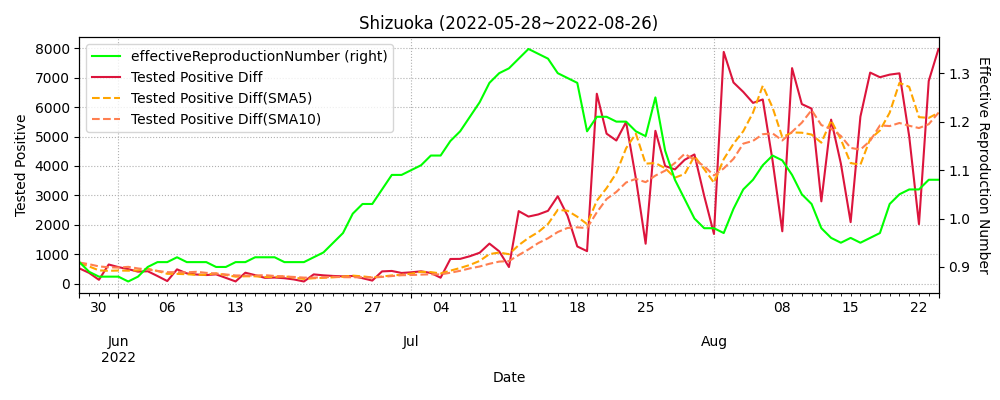 Shizuoka (2022-05-28~2022-08-26)
effectiveReproductionNumber (right)
Tested Positive Diff
Tested Positive Diff(SMA5)
Tested Positive Diff(SMA10)
Tested Positive
8000
7000
6000
5000
4000
3000
2000
1000
0
1.3
1.2
1.1
1.0
0.9
Effective Reproduction Number
30 06 13 20 27 04 11 18 25 08 15 22
Jun Jul Aug
2022
Date